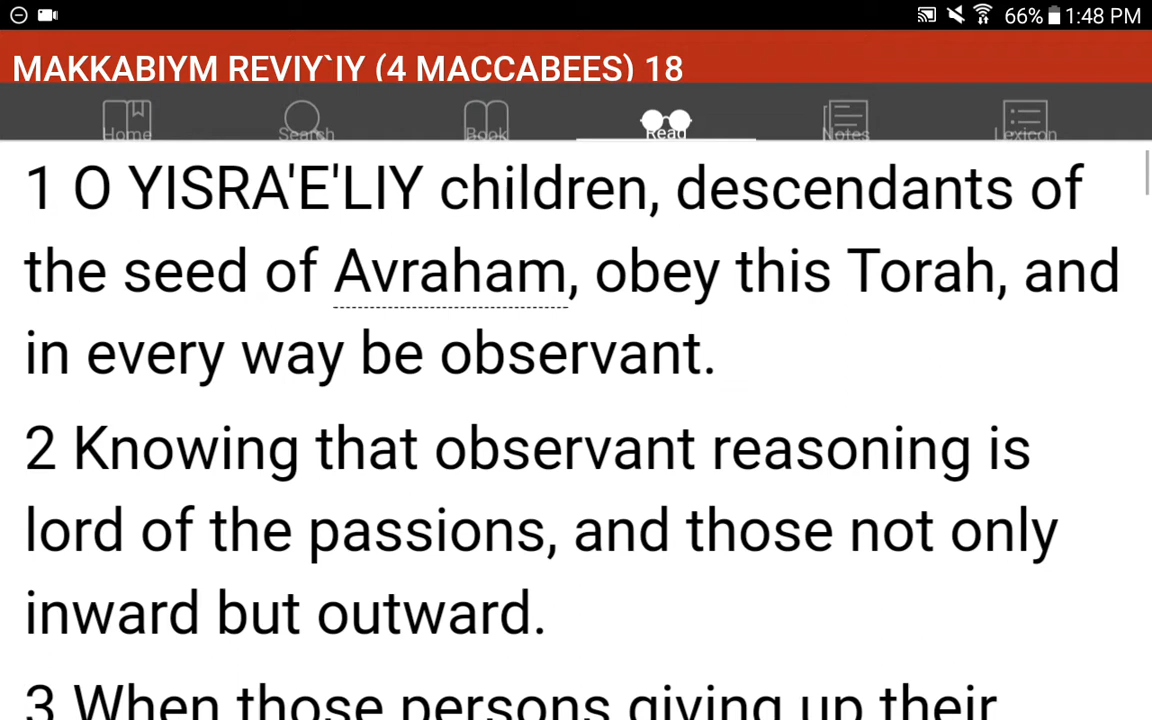 66% 1:48 PM
MAKKABIYM REVIY`IY (4 MACCABEES) 18
Home Search Book Read Notes Lexicon
1 O YISRA'E'LIY children, descendants of
the seed of Avraham, obey this Torah, and
in every way be observant.
2 Knowing that observant reasoning is
lord of the passions, and those not only
inward but outward.
3 When those persons giving up their